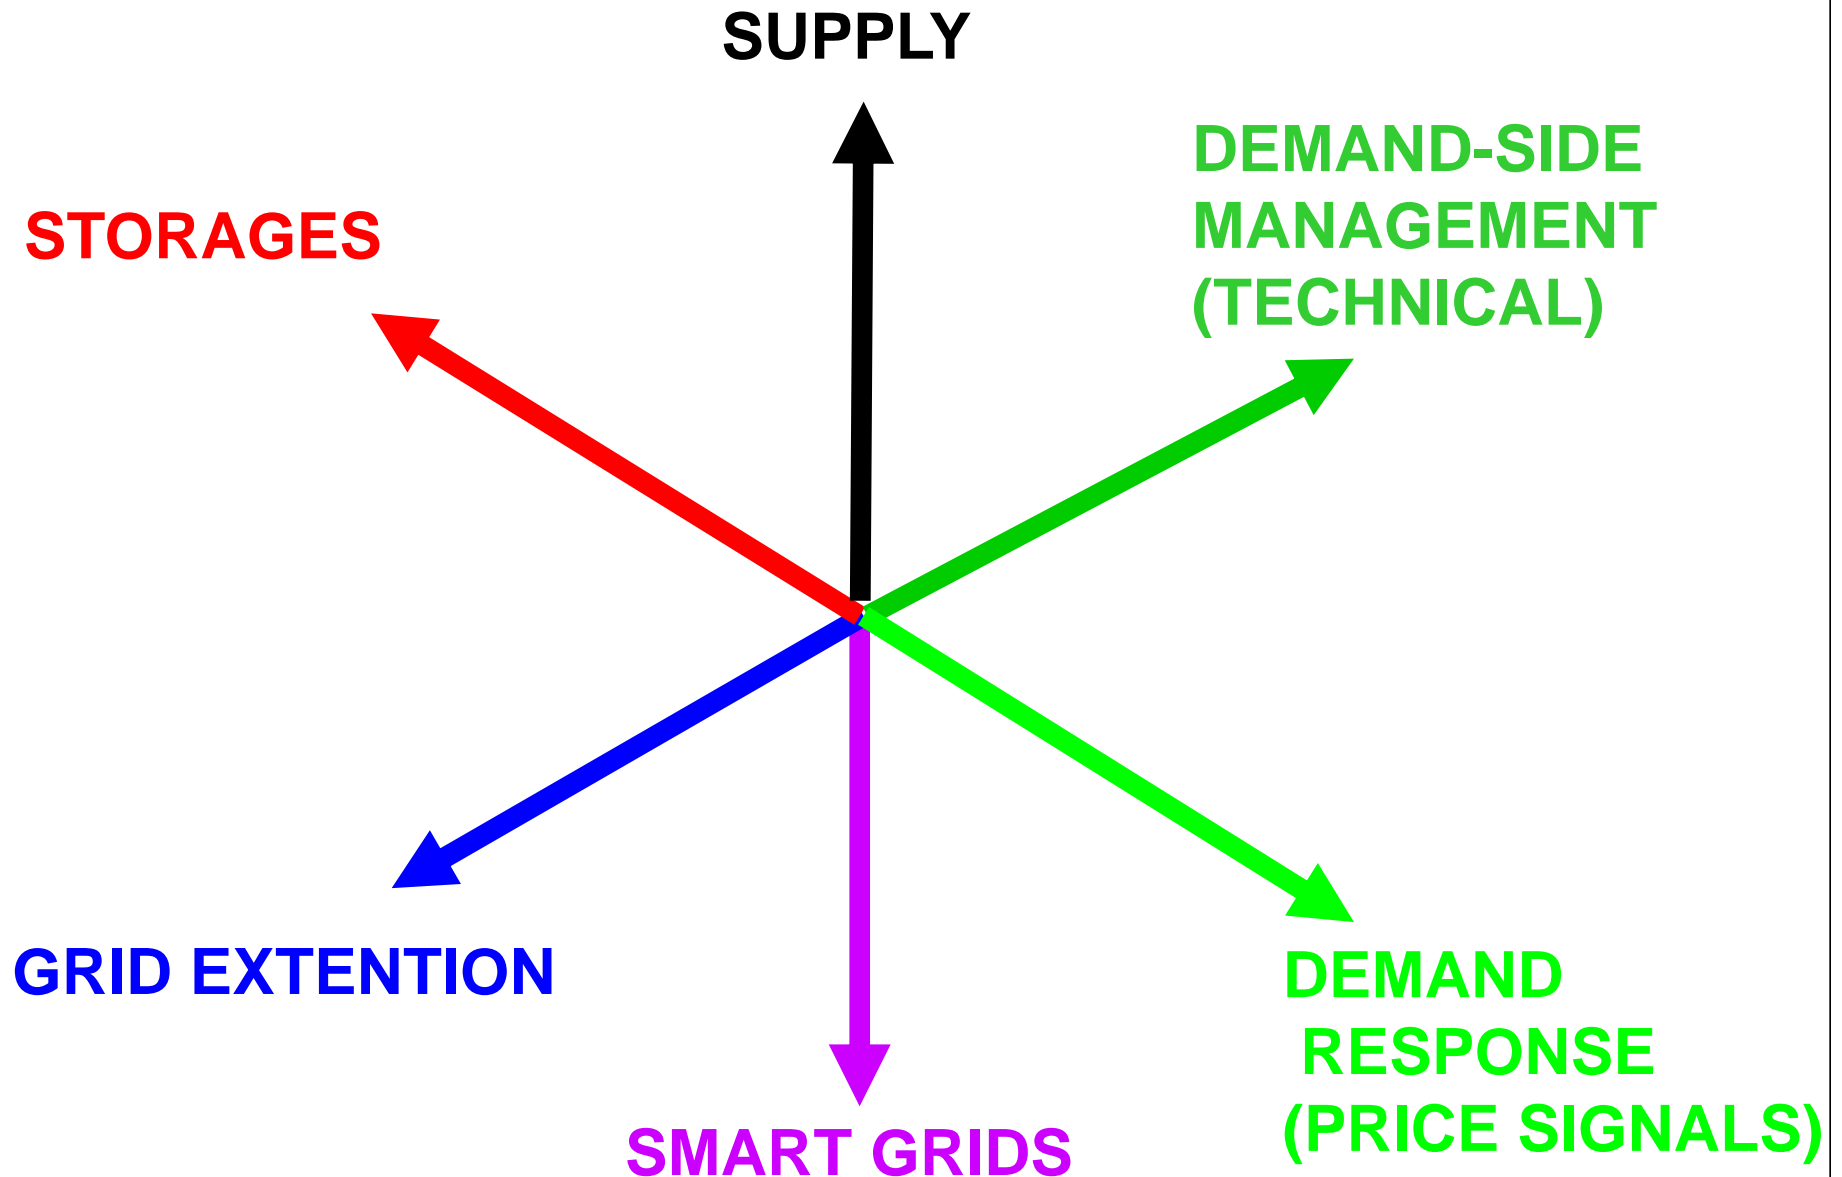 SUPPLY
DEMAND-SIDE
MANAGEMENT
(TECHNICAL)
STORAGES
GRID EXTENTION
DEMAND
RESPONSE
(PRICE SIGNALS)
SMART GRIDS